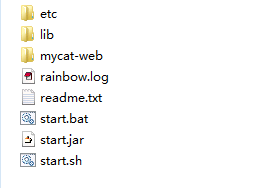 etc
lib
mycat-web
rainbow.log
readme.txt
start.bat
start.jar
start.sh